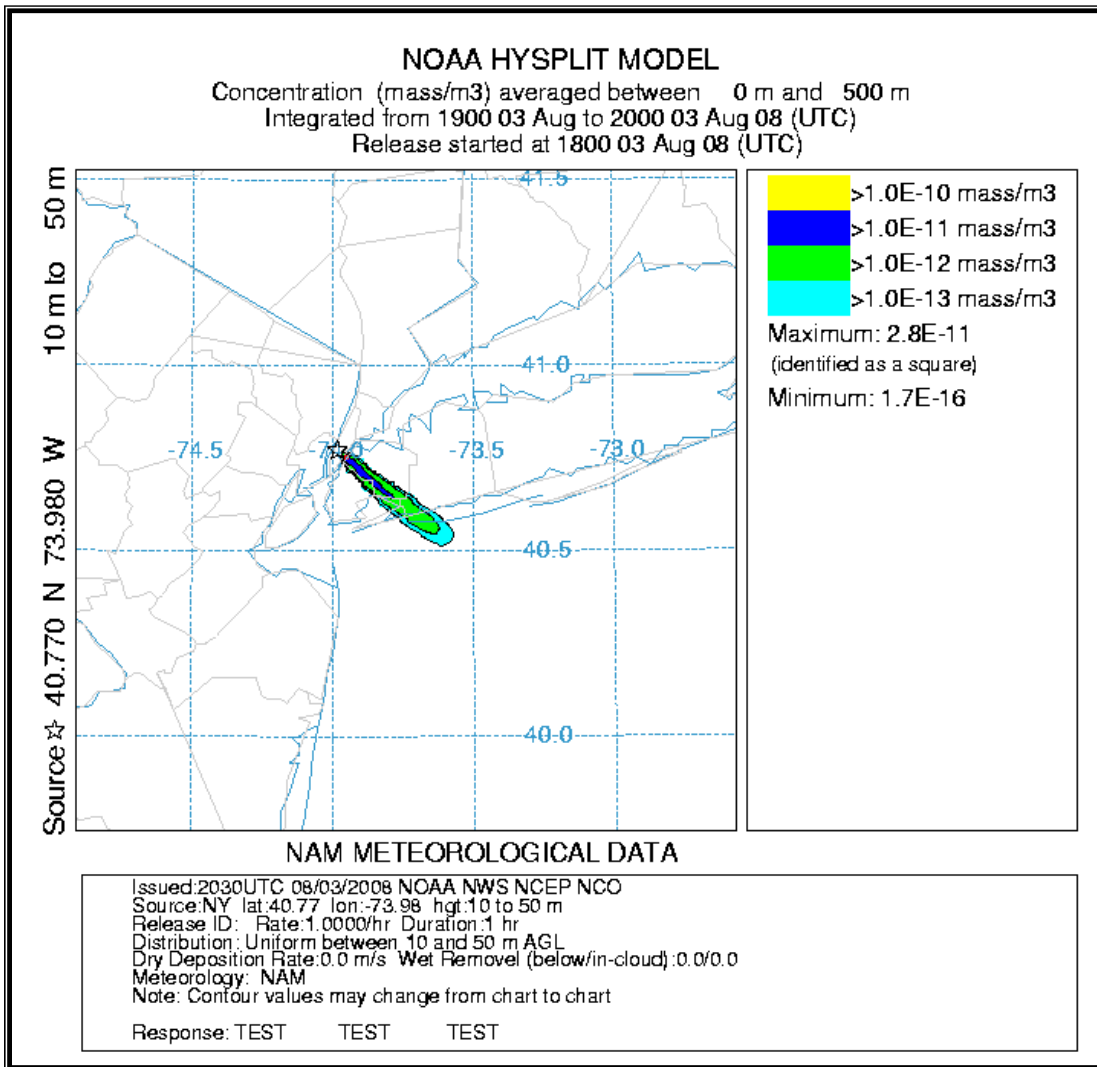 NOAA HYSPLIT MODEL
Concentration (mass/m3) averaged between 0 m and 500 m
Integrated from 1900 03 Aug to 2000 03 Aug 08 (UTC)
Release started at 1800 03 Aug 08 (UTC)
Source☆ 40.770 N 73.980 W 10 m to 50 m
41.5
41.0
-74.5
-74.0
-73.5
-73.0
40.5
40.0
>1.0E-10 mass/m3
>1.0E-11 mass/m3
>1.0E-12 mass/m3
>1.0E-13 mass/m3
Maximum: 2.8E-11
(identified as a square)
Minimum: 1.7E-16
NAM METEOROLOGICAL DATA
Issued:2030UTC 08/03/2008 NOAA NWS NCEP NCO
Source:NY lat:40.77 lon:-73.98 hgt:10 to 50 m
Release ID: Rate:1.0000/hr Duration:1 hr
Distribution: Uniform between 10 and 50 m AGL
Dry Deposition Rate:0.0 m/s Wet Removel (below/in-cloud):0.0/0.0
Meteorology: NAM
Note: Contour values may change from chart to chart
Response: TEST TEST TEST